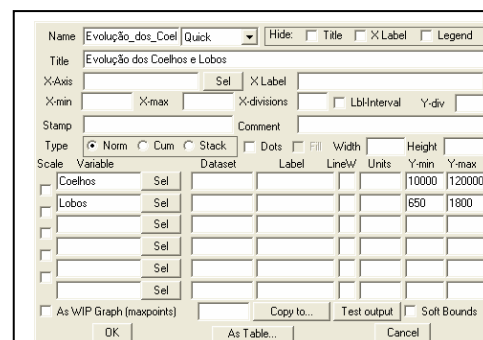 Name Evolução_dos_Coel Quick Hide: Title X Label Legend
Title Evolução dos Coelhos e Lobos
X-Axis Sel X Label
X-min X-max X-divisions Lbl-Interval Y-div
Stamp Comment
Type Norm Cum Stack Dots Fill Width Height
Scale Variable Dataset Label LineW Units Y-min Y-max
Coelhos Sel 10000 120000
Lobos Sel 650 1800
Sel
Sel
Sel
Sel
As WIP Graph (maxpoints) Copy to... Test output Soft Bounds
OK As Table... Cancel